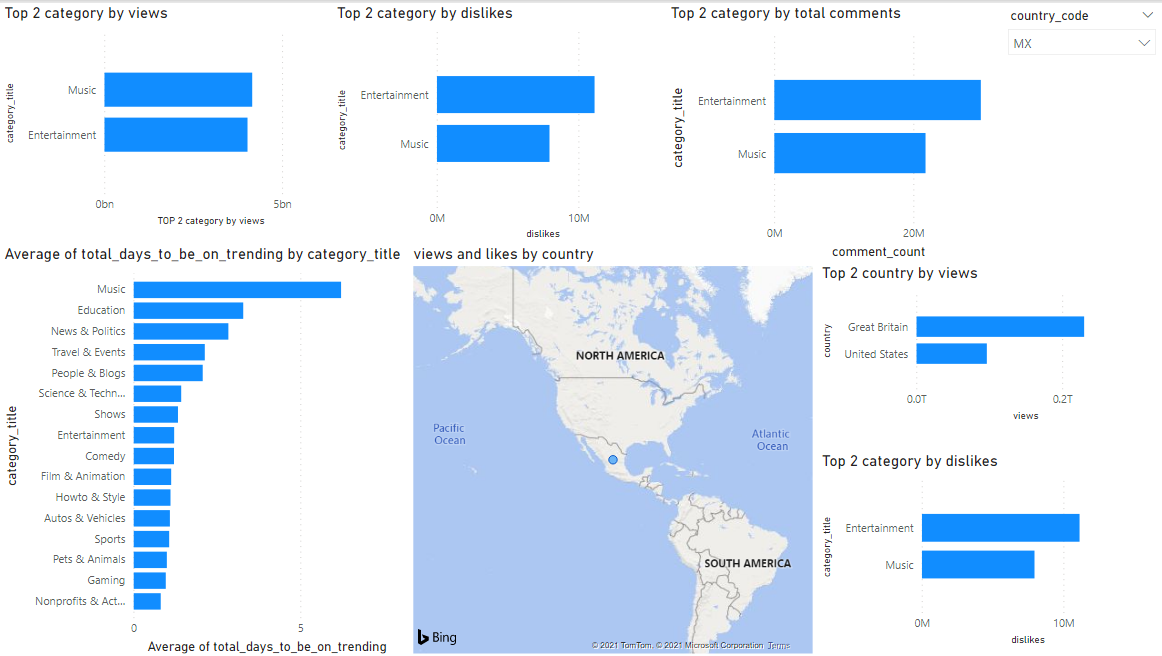 Top 2 category by views
category_title
Music
Entertainment
0bn
5bn
TOP 2 category by views
Top 2 category by dislikes
category_title
Entertainment
Music
0M
10M
dislikes
Top 2 category by total comments
category_title
Entertainment
Music
0M
20M
comment_count
country_code
MX
Average of total_days_to_be_on_trending by category_title
category_title
Music
Education
News & Politics
Travel & Events
People & Blogs
Science & Techn...
Shows
Entertainment
Comedy
Film & Animation
Howto & Style
Autos & Vehicles
Sports
Pets & Animals
Gaming
Nonprofits & Act...
0
5
Average of total_days_to_be_on_trending
views and likes by country
NORTH AMERICA
Pacific
Ocean
Atlantic
Ocean
SOUTH AMERICA
Bing
© 2021 TomTom, © 2021 Microsoft Corporation Terms
Top 2 country by views
country
Great Britain
United States
0.0T
0.2T
views
Top 2 category by dislikes
category_title
Entertainment
Music
0M
10M
dislikes